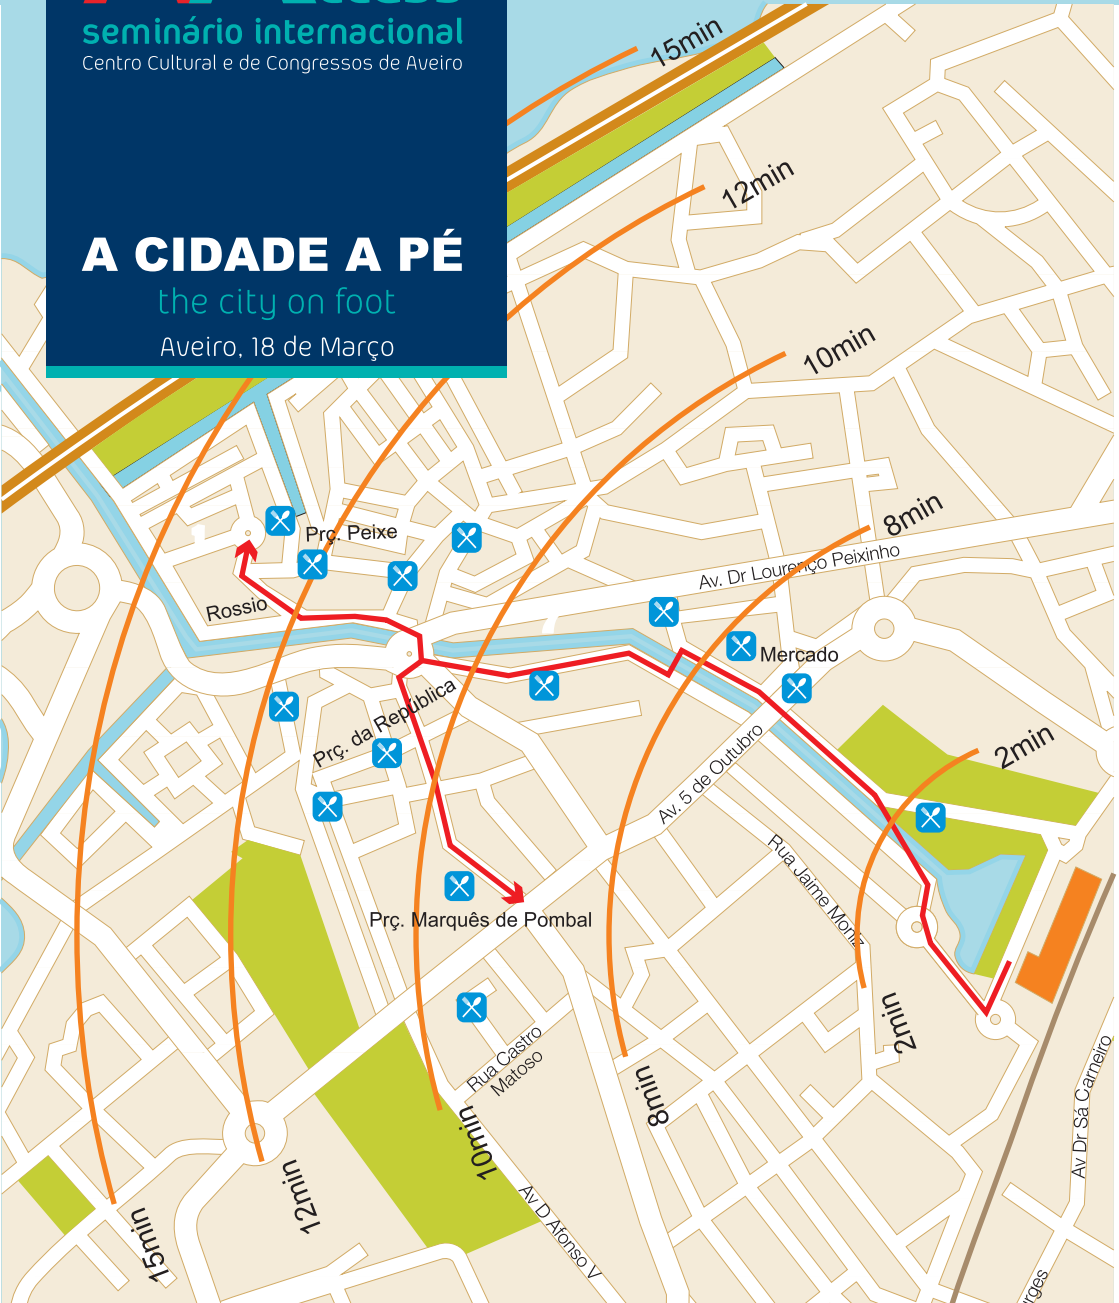 seminário internacional
Centro Cultural e de Congressos de Aveiro
A CIDADE A PÉ
the city on foot
Aveiro, 18 de Março
15min
12min
10min
8min
Prç. Peixe
Av. Dr Lourenço Peixinho
Rossio
Mercado
Prç. da República
2min
Av. 5 de Outubro
Rua Jaime Moniz
Prç. Marquês de Pombal
2min
Rua Castro
Matoso
8min
10min
Av Dr Sá Carneiro
12min
Av D Afonso V
15min